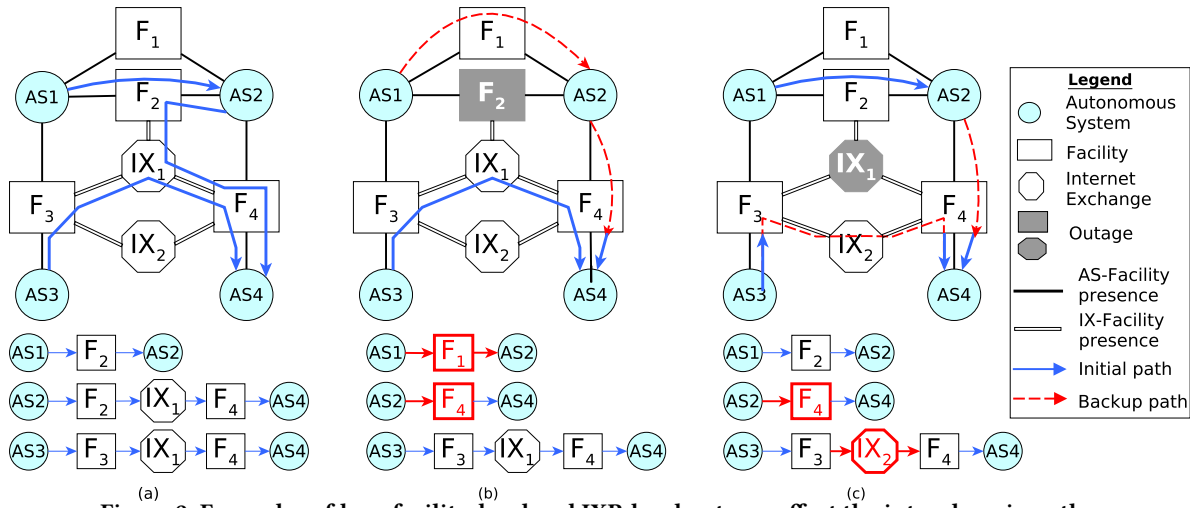 F1
AS1
F2
AS2
IX1
F3
F4
IX2
AS3
AS4
AS1 F2 AS2
AS2 F2 IX1 F4 AS4
AS3 F3 IX1 F4 AS4
(a)
F1
AS1
F2
AS2
IX1
F3
F4
IX2
AS3
AS4
AS1 F1 AS2
AS2 F4 AS4
AS3 F3 IX1 F4 AS4
(b)
F1
AS1
F2
AS2
IX1
F3
F4
IX2
AS3
AS4
AS1 F2 AS2
AS2 F4 AS4
AS3 F3 IX2 F4 AS4
(c)
Legend
Autonomous
System
Facility
Internet
Exchange
Outage
AS-Facility
presence
IX-Facility
presence
Initial path
Backup path